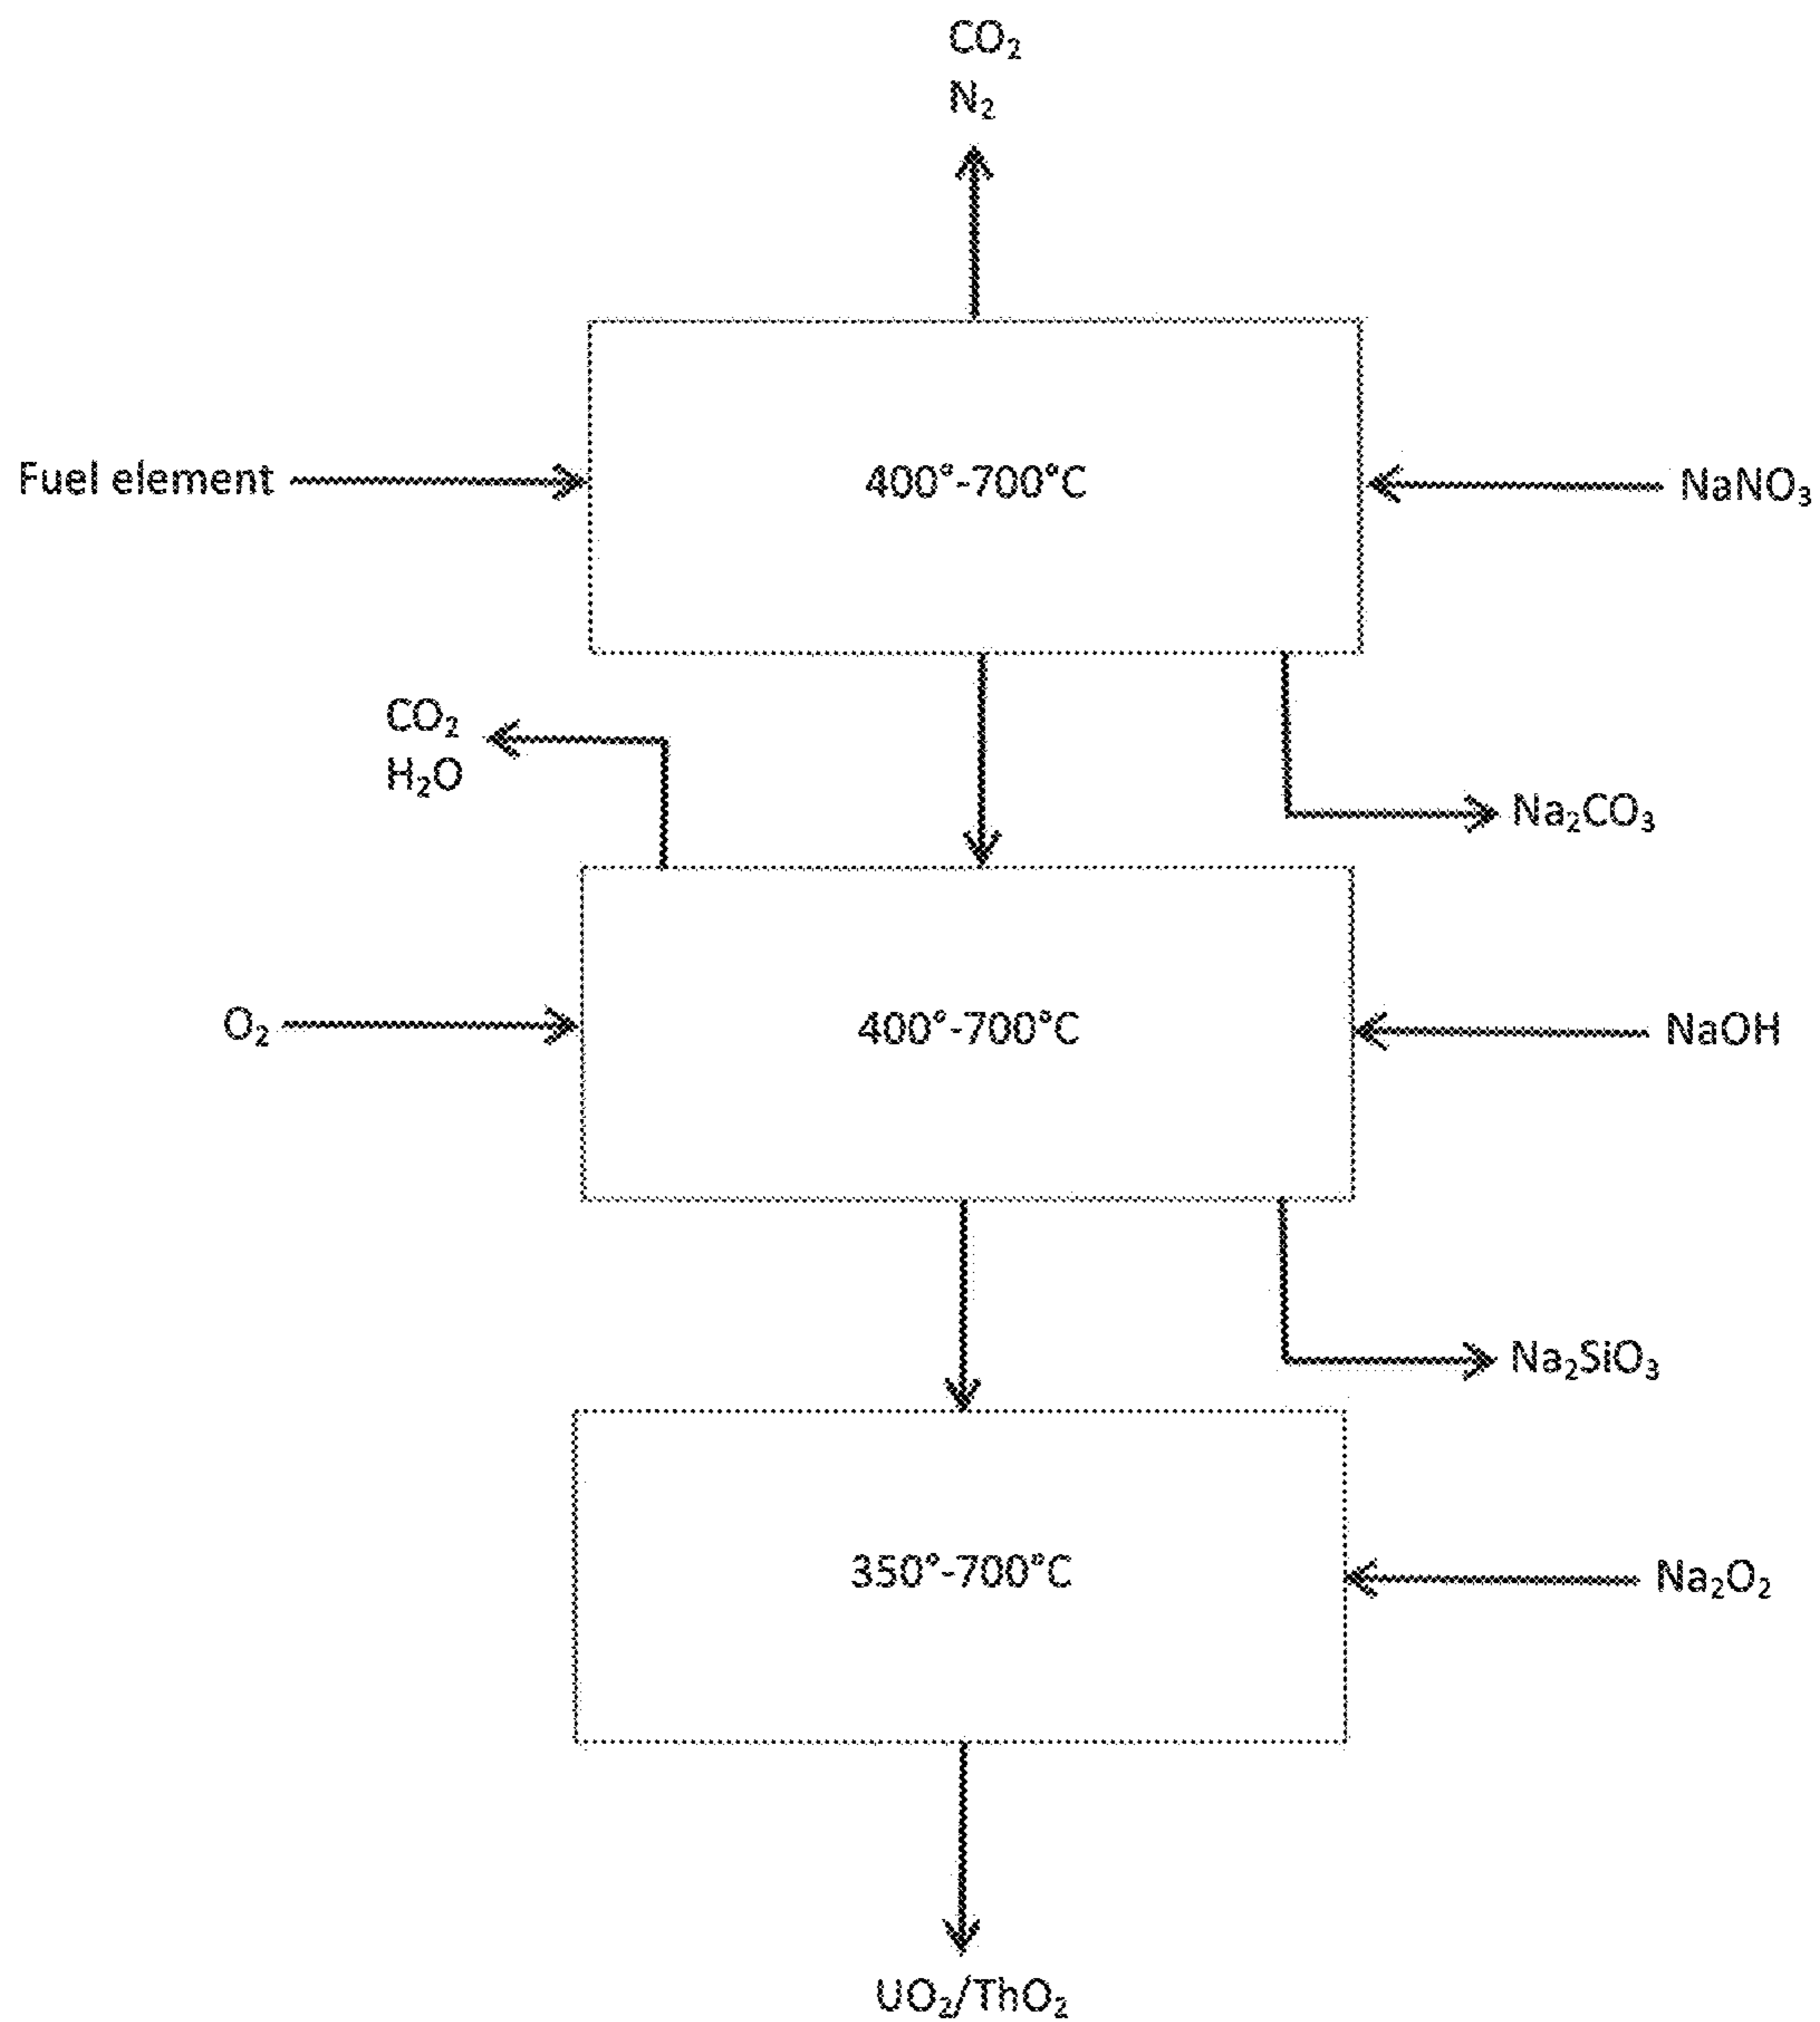 CO₂
N₂
Fuel element
400°-700°C
NaNO₃
CO₂
H₂O
Na₂CO₃
O₂
400°-700°C
NaOH
Na₂SiO₃
350°-700°C
Na₂O₂
UO₂/ThO₂